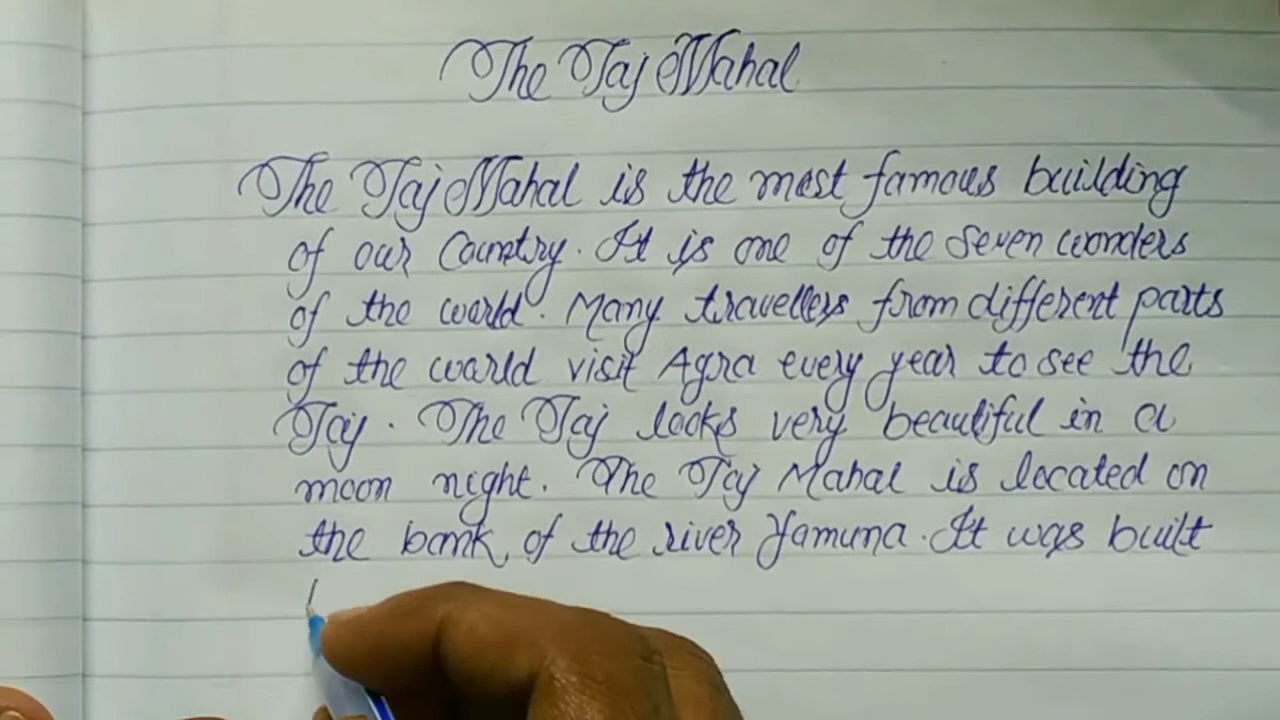 The Taj Mahal
The Taj Mahal is the most famous building
of our Country. It is one of the seven wonders
of the world. Many travellers from different parts
of the world visit Agra every year to see the
Taj. The Taj looks very beautiful in a
moon night. The Taj Mahal is located on
the bank of the river Yamuna. It was built